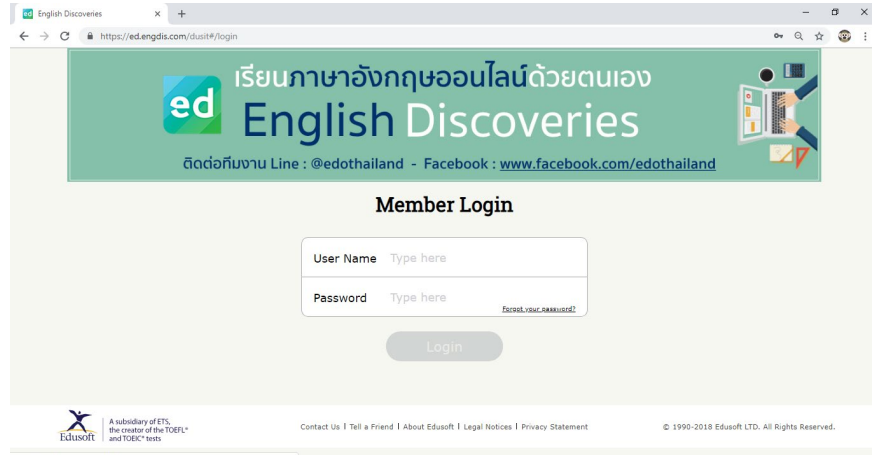 English Discoveries
https://ed.engdis.com/dusit#/login
ed
เรียนภาษาอังกฤษออนไลน์ด้วยตนเอง
English Discoveries
ติดต่อทีมงาน Line : @edothailand - Facebook : www.facebook.com/edothailand
Member Login
User Name Type here
Password Type here
Forgot your password?
Login
Edusoft
A subsidiary of ETS,
the creator of the TOEFL®
and TOEIC® tests
Contact Us | Tell a Friend | About Edusoft | Legal Notices | Privacy Statement
© 1990-2018 Edusoft LTD. All Rights Reserved.